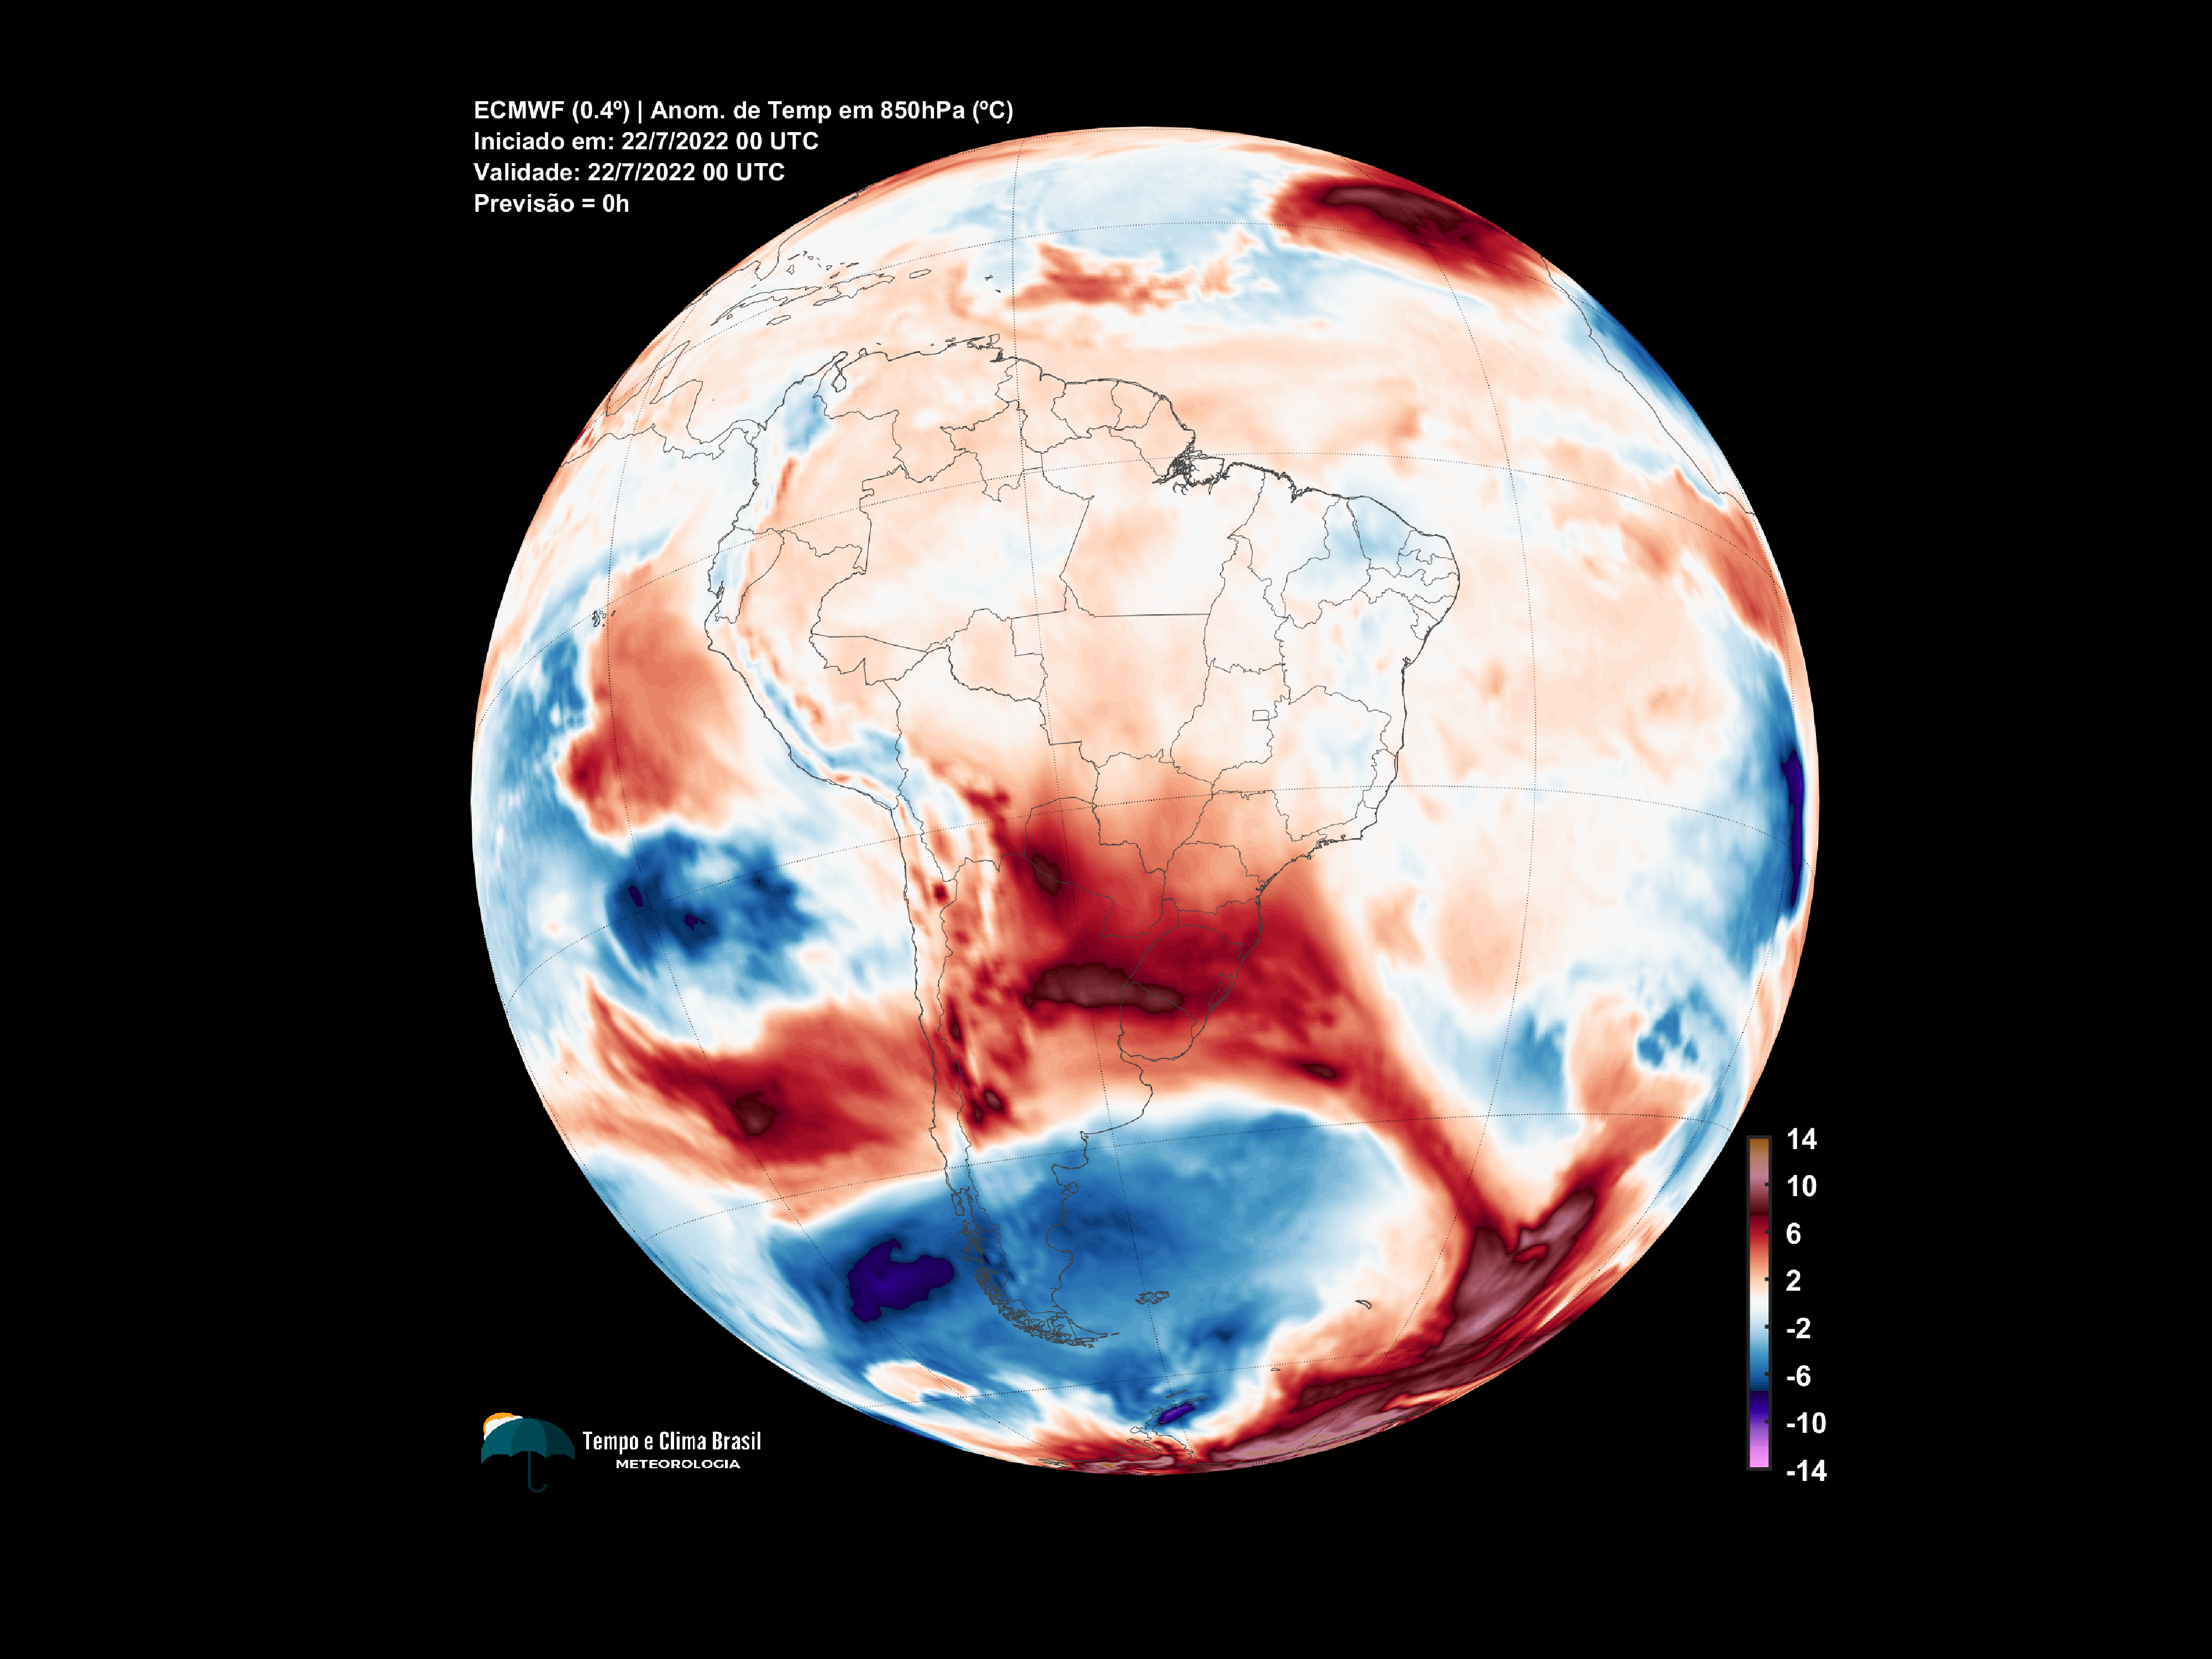 ECMWF (0.4º) | Anom. de Temp em 850hPa (ºC)
Iniciado em: 22/7/2022 00 UTC
Validade: 22/7/2022 00 UTC
Previsão = 0h
14
10
6
2
-2
-6
-10
-14
Tempo e Clima Brasil
METEOROLOGIA